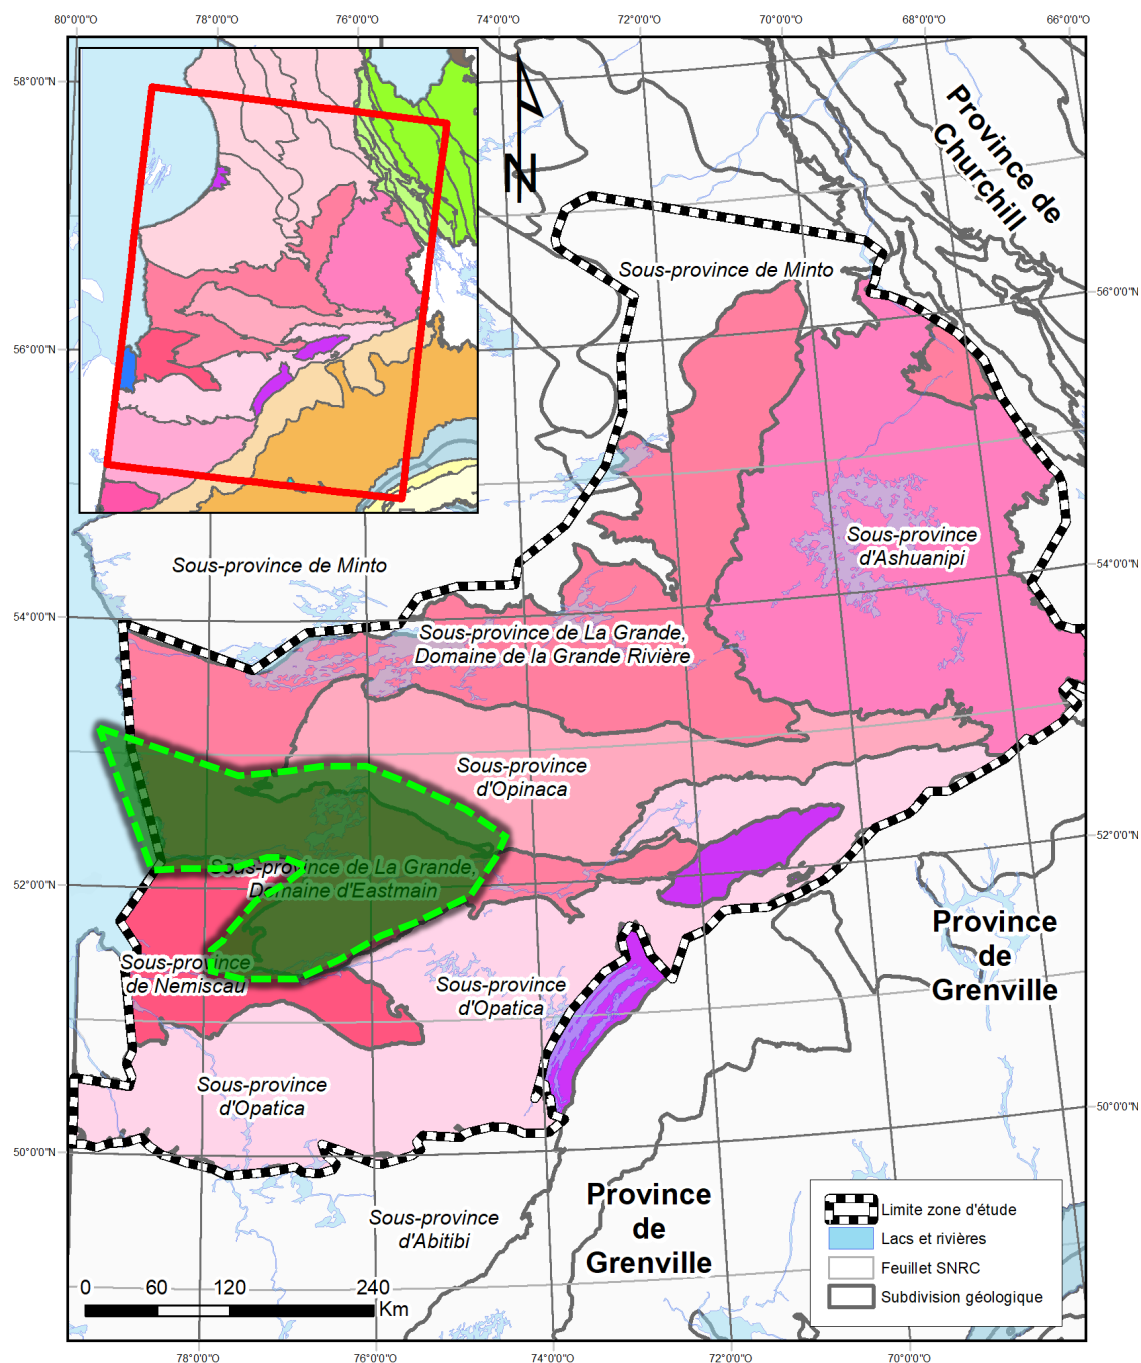 80°0'0"O
78°0'0"O
76°0'0"O
74°0'0"O
72°0'0"O
70°0'0"O
68°0'0"O
66°0'0"O
58°0'0"N
N
Province de
Churchill
Sous-province de Minto
56°0'0"N
56°0'0"N
Sous-province
d'Ashuanipi
Sous-province de Minto
54°0'0"N
54°0'0"N
Sous-province de La Grande,
Domaine de la Grande Rivière
Sous-province
d'Opinaca
52°0'0"N
52°0'0"N
Sous-province de La Grande,
Domaine d'Eastmain
Province
de
Grenville
Sous-province
de Nemiscau
Sous-province
d'Opatica
Sous-province
d'Opatica
50°0'0"N
50°0'0"N
Province
de
Grenville
Sous-province
d'Abitibi
Limite zone d'étude
Lacs et rivières
Feuillet SNRC
Subdivision géologique
0 60 120 240
Km
78°0'0"O
76°0'0"O
74°0'0"O
72°0'0"O
70°0'0"O